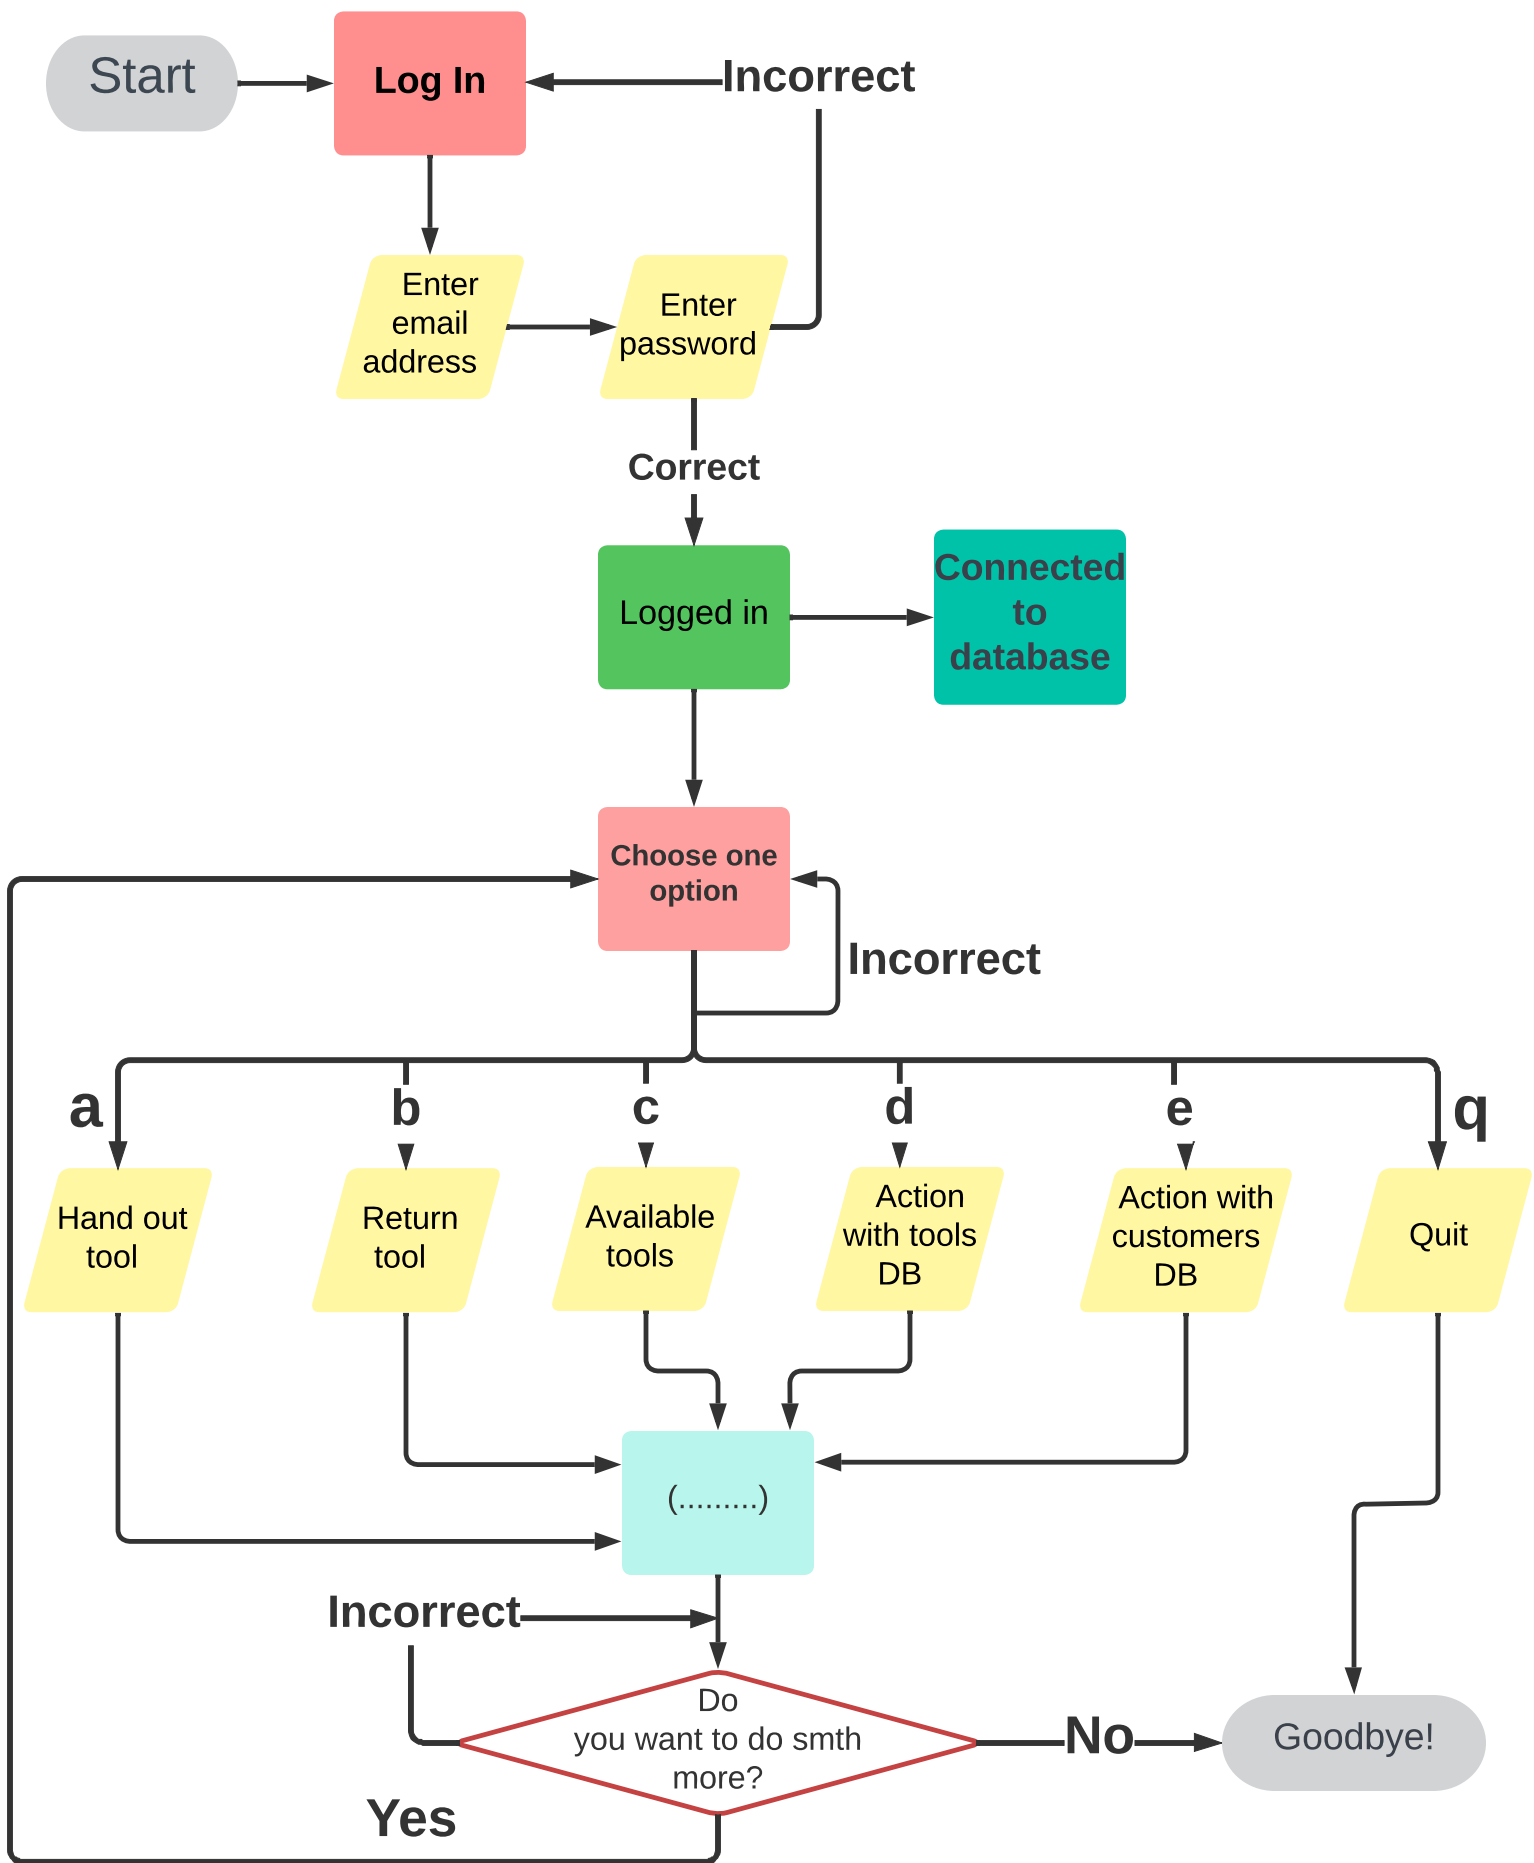 Start
Log In
Incorrect
Enter
email
address
Enter
password
Correct
Logged in
Connected
to
database
Choose one
option
Incorrect
a
b
c
d
e
q
Hand out
tool
Return
tool
Available
tools
Action
with tools
DB
Action with
customers
DB
Quit
(.........)
Incorrect
Do
you want to do smth
more?
No
Goodbye!
Yes